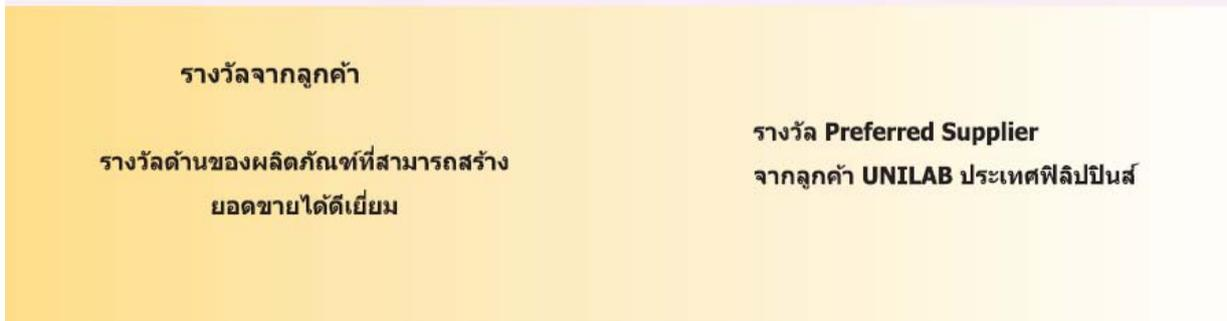 รางวัลจากลูกค้า
รางวัลด้านของผลิตภัณฑ์ที่สามารถสร้าง
ยอดขายได้ดีเยี่ยม
รางวัล Preferred Supplier
จากลูกค้า UNILAB ประเทศฟิลิปปินส์